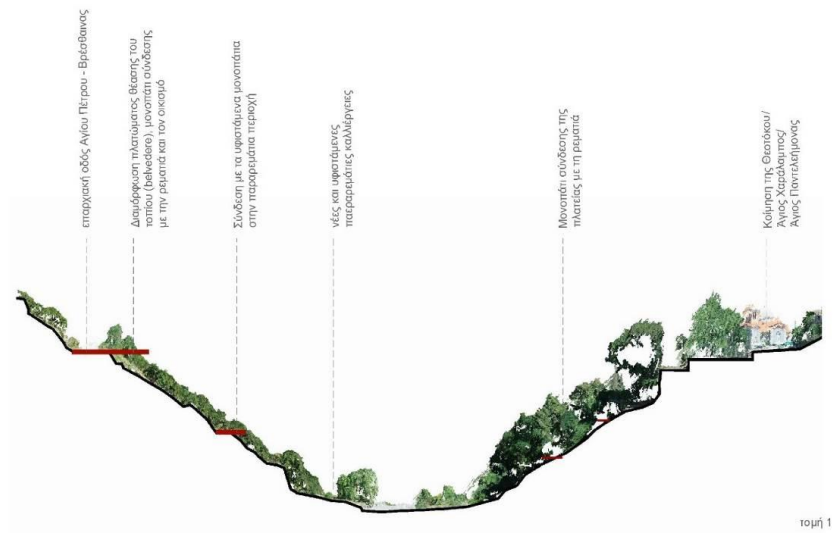 επαρχιακή οδός Αγίου Πέτρου - Βρέσθαινας
Διαμόρφωση πλατώματος θέασης του
τοπίου (belvedere), μονοπάτι σύνδεσης
με την ρεματιά και τον οικισμό
Σύνδεση με τα υφιστάμενα μονοπάτια
στην παραρεμάτια περιοχή
νέες και υφιστάμενες
παεραρεμάτιες καλλιέργειες
Μονοπάτι σύνδεσης της
πλατείας με τη ρεματιά
Κοίμηση της Θεοτόκου/
Άγιος Χαράλαμπος/
Άγιος Παντελεήμονας
τομή 1